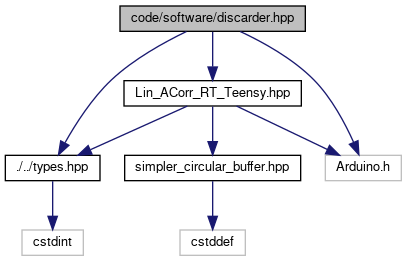 code/software/discarder.hpp
Lin_ACorr_RT_Teensy.hpp
./../types.hpp
simpler_circular_buffer.hpp
Arduino.h
cstdint
cstddef